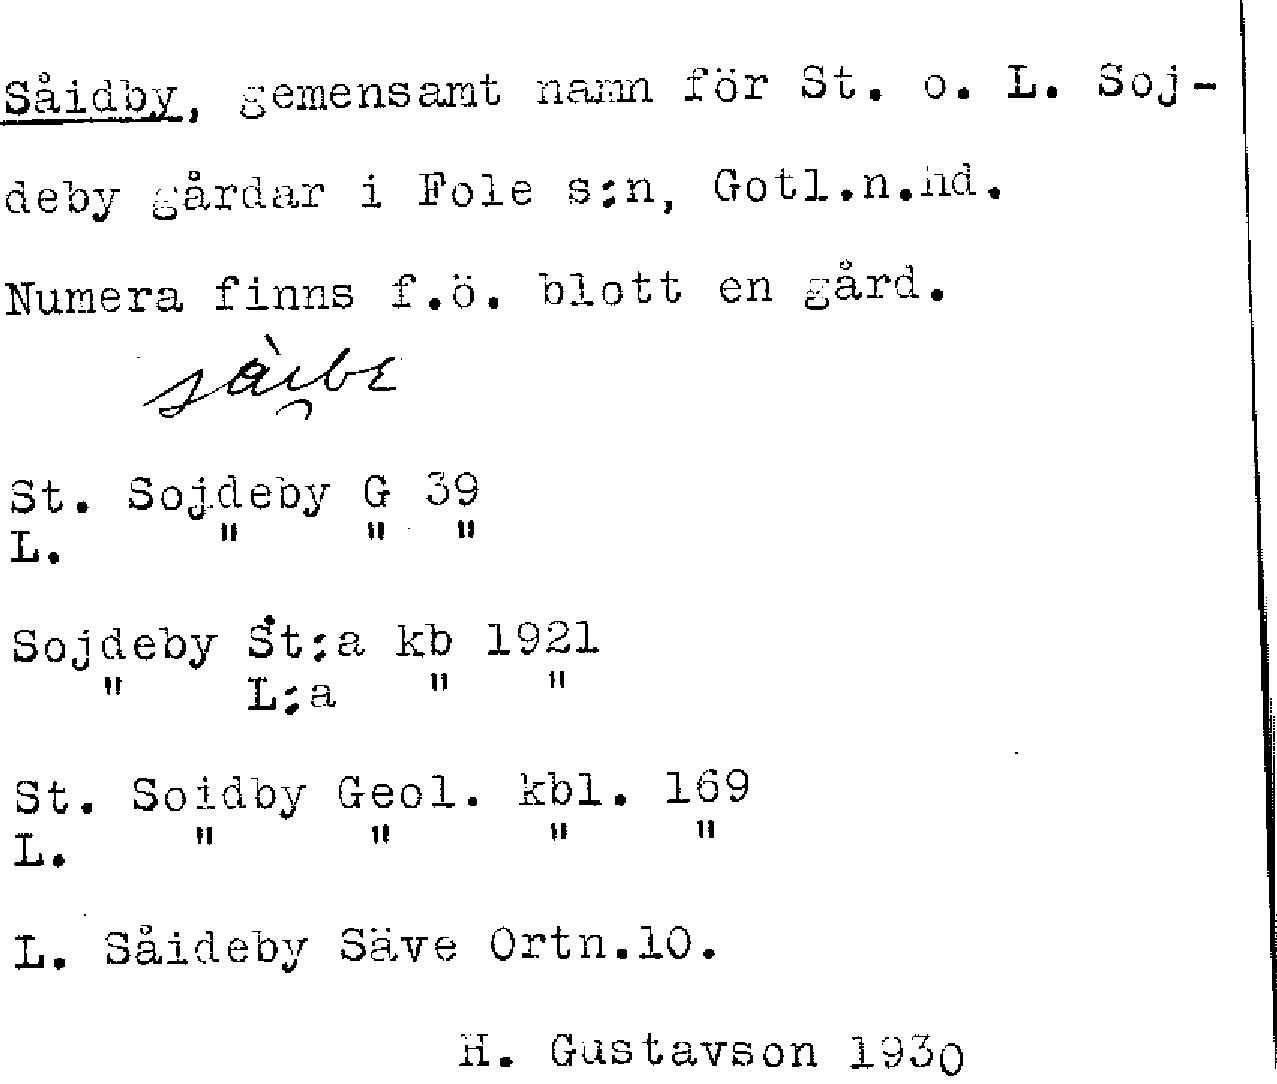 Såidby, gemensamt namn för St. o. L. Soj-
deby gårdar i Fole s:n, Gotl.n.hd.
Numera finns f.ö. blott en gård.
St. Sojdeby G 39
L. " " "
Sojdeby St:a kb 1921
" L:a " "
St. Soidby Geol. kbl. 169
L. " " " "
L. Såideby Säve Ortn.10.
H. Gustavson 1930